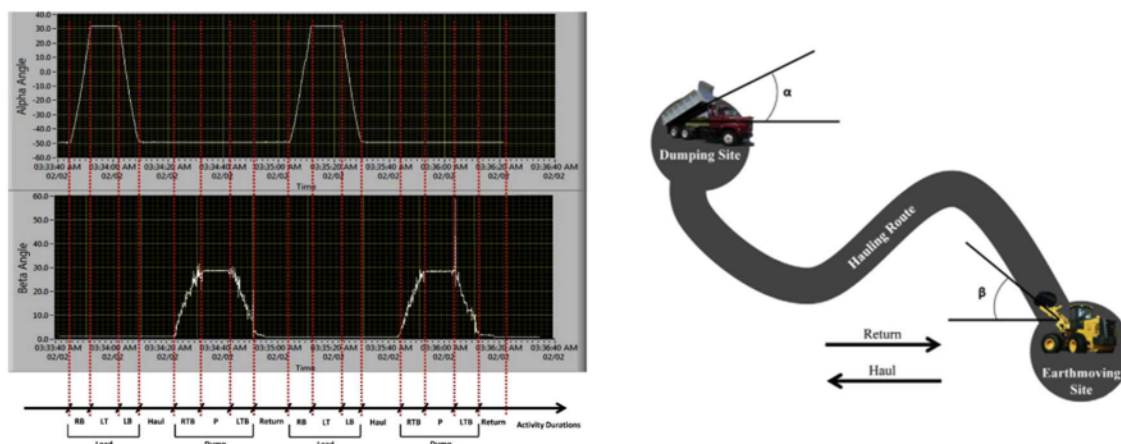 40.0
30.0
20.0
10.0
0.0
-10.0
-20.0
-30.0
-40.0
-50.0
-60.0
Alpha Angle
03:33:40 AM 03:34:00 AM 03:34:20 AM 03:34:40 AM 03:35:00 AM 03:35:20 AM 03:35:40 AM 03:36:00 AM 03:36:20 AM 03:36:40 AM
02/02 02/02 02/02 02/02 02/02 02/02 02/02 02/02 02/02 02/02
Time
60.0
50.0
40.0
30.0
20.0
10.0
0.0
Beta Angle
03:33:40 AM 03:34:00 AM 03:34:20 AM 03:34:40 AM 03:35:00 AM 03:35:20 AM 03:35:40 AM 03:36:00 AM 03:36:20 AM 03:36:40 AM
02/02 02/02 02/02 02/02 02/02 02/02 02/02 02/02 02/02 02/02
Time
RB LT LB Haul RTB P LTB Return RB LT LB Haul RTB P LTB Return Activity Durations
Load Dump Load Dump
α
Dumping Site
Hauling Route
β
Return
Haul
Earthmoving
Site